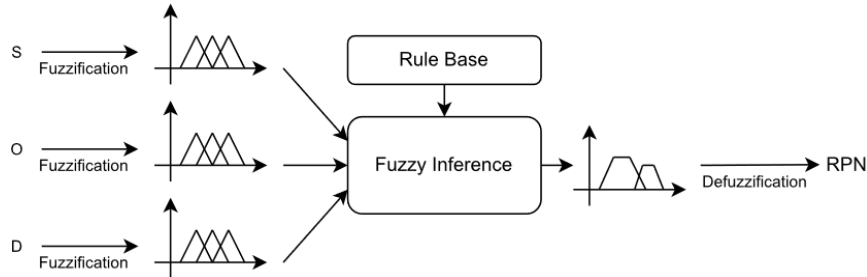 S
Fuzzification
O
Fuzzification
D
Fuzzification
Rule Base
Fuzzy Inference
Defuzzification
RPN